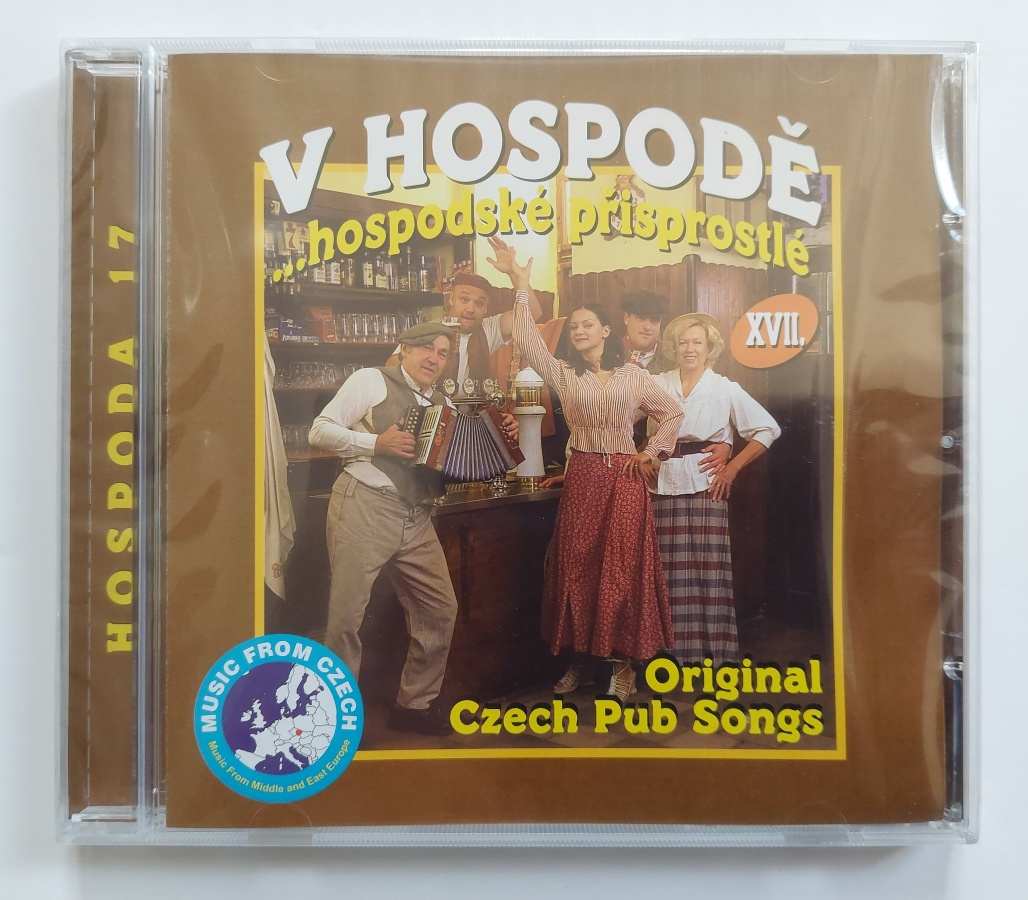 V HOSPODĚ
...hospodské přisprostlé
XVII.
HOSPODA 17
Original
Czech Pub Songs
MUSIC FROM CZECH
Music From Middle and East Europe